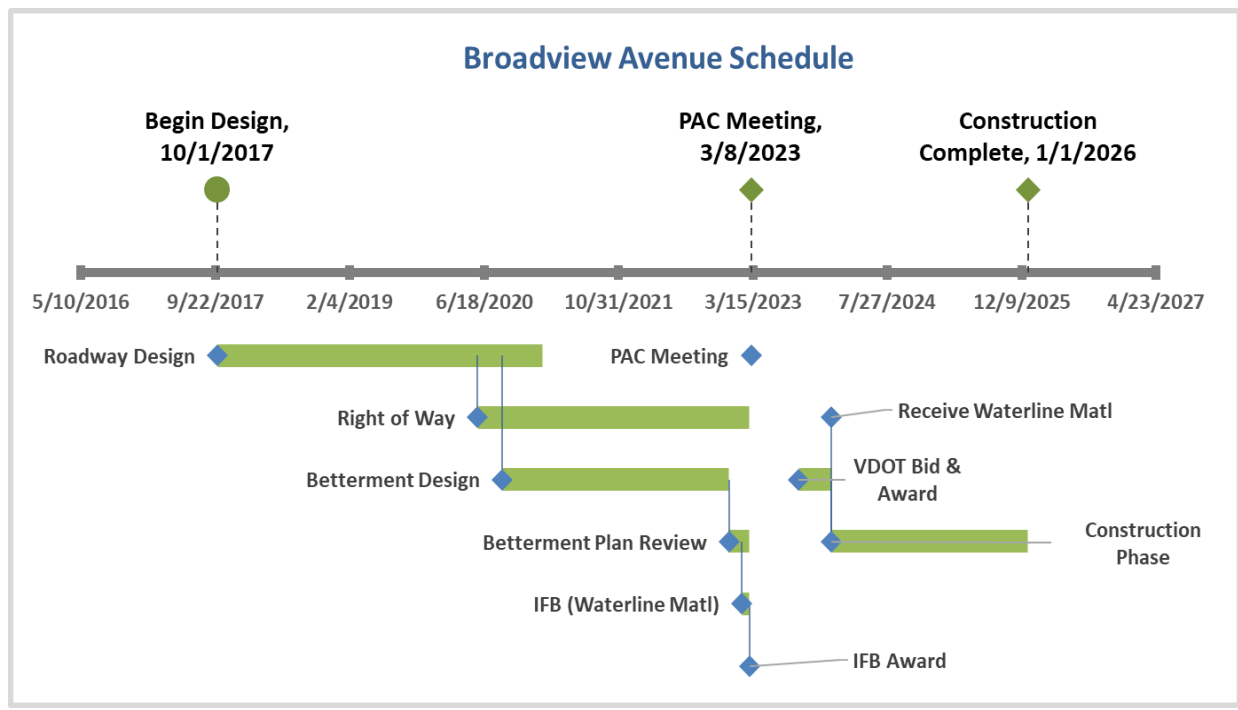 Broadview Avenue Schedule
Begin Design,
10/1/2017
PAC Meeting,
3/8/2023
Construction
Complete, 1/1/2026
5/10/2016
9/22/2017
2/4/2019
6/18/2020
10/31/2021
3/15/2023
7/27/2024
12/9/2025
4/23/2027
Roadway Design
PAC Meeting
Right of Way
Receive Waterline Matl
Betterment Design
VDOT Bid &
Award
Betterment Plan Review
Construction
Phase
IFB (Waterline Matl)
IFB Award